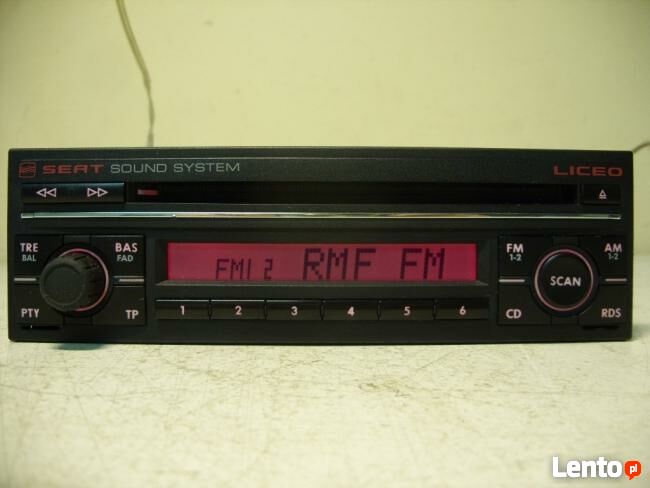 SEAT SOUND SYSTEM LICEO
TRE BAL
BAS FAD
FM1 2 RMF FM
FM 1-2
AM 1-2
SCAN
PTY TP
1 2 3 4 5 6
CD RDS
Lento.pl